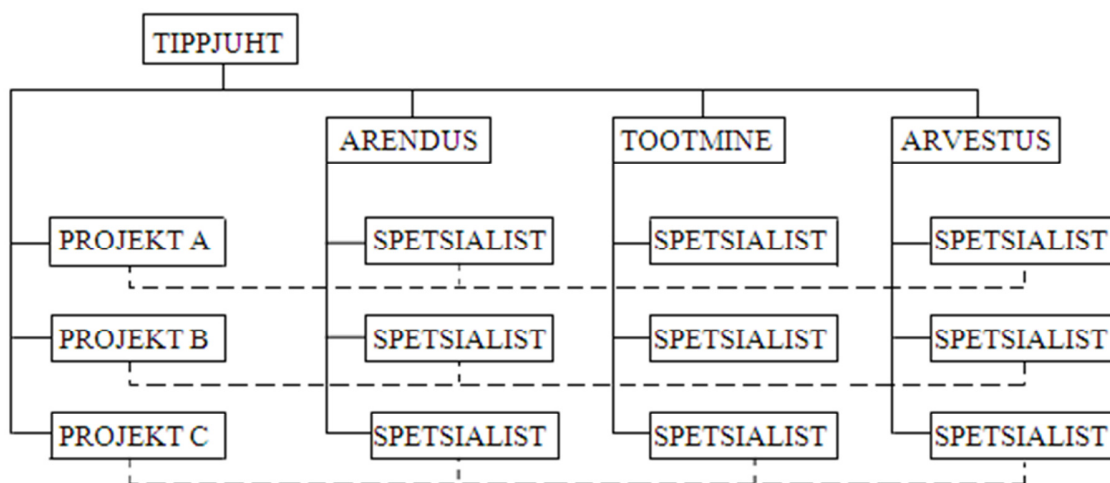 TIPPJUHT
ARENDUS TOOTMINE ARVESTUS
PROJEKT A SPETSIALIST SPETSIALIST SPETSIALIST
PROJEKT B SPETSIALIST SPETSIALIST SPETSIALIST
PROJEKT C SPETSIALIST SPETSIALIST SPETSIALIST